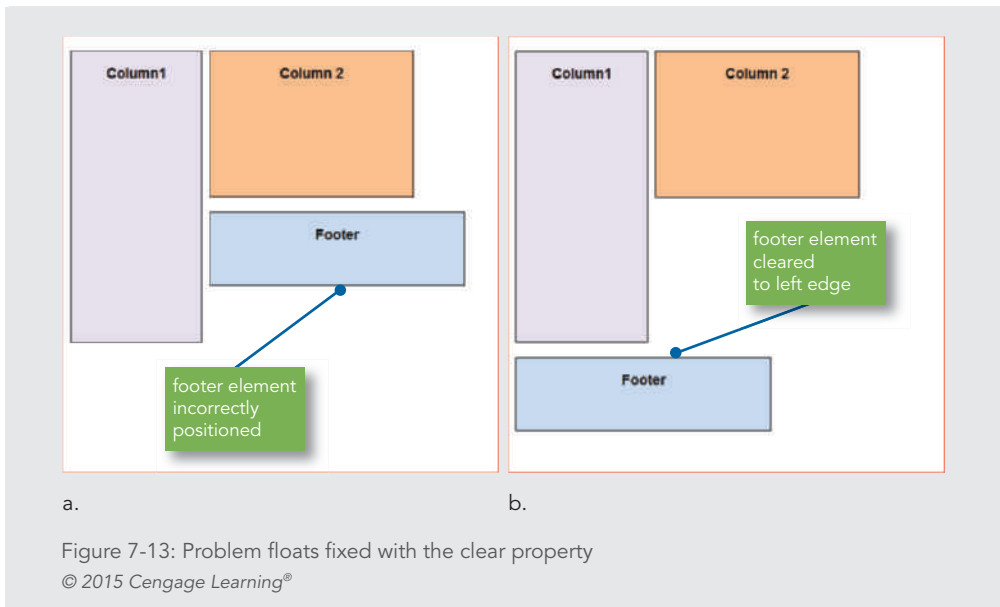 Column1
Column 2
Footer
footer element
incorrectly
positioned
a.
Column1
Column 2
footer element
cleared
to left edge
Footer
b.
Figure 7-13: Problem floats fixed with the clear property
© 2015 Cengage Learning®